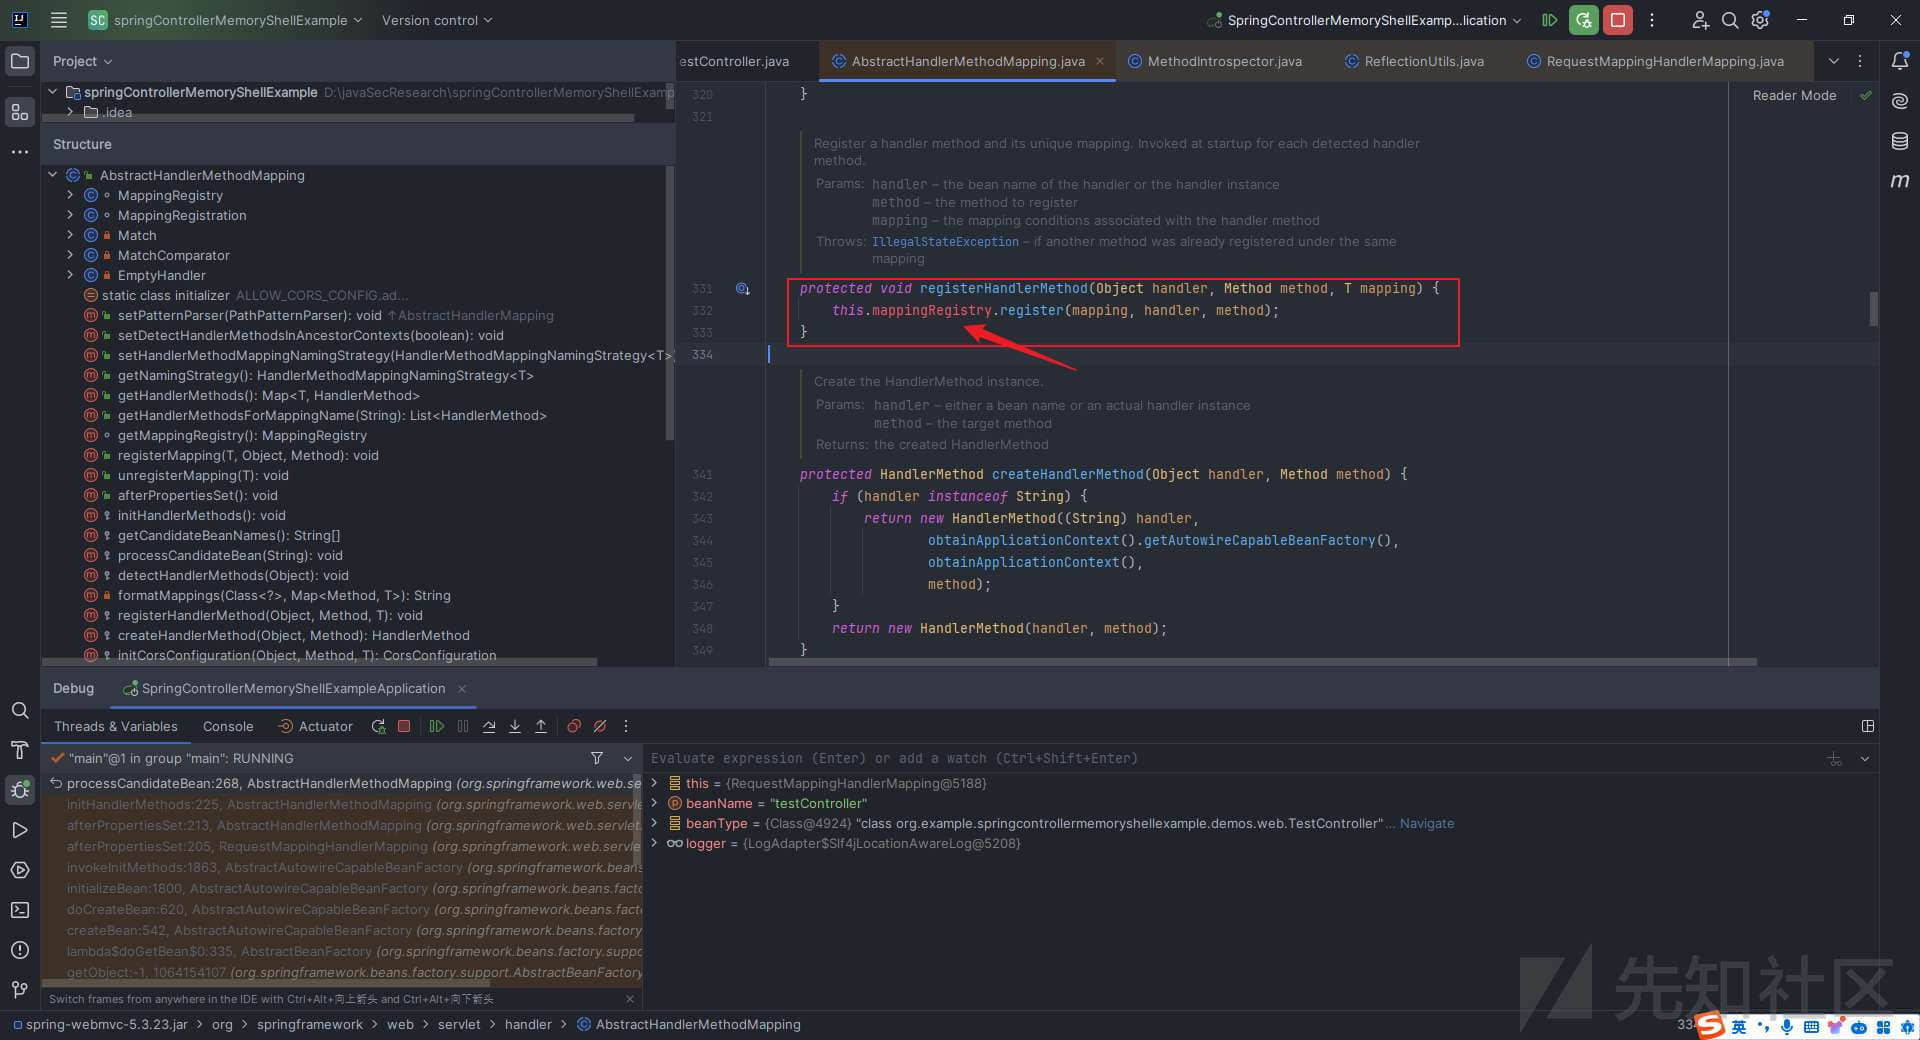 SC springControllerMemoryShellExample Version control SpringControllerMemoryShellExamp...lication
Project
springControllerMemoryShellExample D:\javaSecResearch\springControllerMemoryShellExamp
.idea
Structure
AbstractHandlerMethodMapping
MappingRegistry
MappingRegistration
Match
MatchComparator
EmptyHandler
static class initializer ALLOW_CORS_CONFIG.ad...
setPatternParser(PathPatternParser): void ↑AbstractHandlerMapping
setDetectHandlerMethodsInAncestorContexts(boolean): void
setHandlerMethodMappingNamingStrategy(HandlerMethodMappingNamingStrategy<T>
getNamingStrategy(): HandlerMethodMappingNamingStrategy<T>
getHandlerMethods(): Map<T, HandlerMethod>
getHandlerMethodsForMappingName(String): List<HandlerMethod>
getMappingRegistry(): MappingRegistry
registerMapping(T, Object, Method): void
unregisterMapping(T): void
afterPropertiesSet(): void
initHandlerMethods(): void
getCandidateBeanNames(): String[]
processCandidateBean(String): void
detectHandlerMethods(Object): void
formatMappings(Class<?>, Map<Method, T>): String
registerHandlerMethod(Object, Method, T): void
createHandlerMethod(Object, Method): HandlerMethod
initCorsConfiguration(Object, Method, T): CorsConfiguration
estController.java AbstractHandlerMethodMapping.java MethodIntrospector.java ReflectionUtils.java RequestMappingHandlerMapping.java
Reader Mode
320 }
321
Register a handler method and its unique mapping. Invoked at startup for each detected handler
method.
Params: handler – the bean name of the handler or the handler instance
method – the method to register
mapping – the mapping conditions associated with the handler method
Throws: IllegalStateException – if another method was already registered under the same
mapping
331 protected void registerHandlerMethod(Object handler, Method method, T mapping) {
332 this.mappingRegistry.register(mapping, handler, method);
333 }
334
Create the HandlerMethod instance.
Params: handler – either a bean name or an actual handler instance
method – the target method
Returns: the created HandlerMethod
341 protected HandlerMethod createHandlerMethod(Object handler, Method method) {
342 if (handler instanceof String) {
343 return new HandlerMethod((String) handler,
344 obtainApplicationContext().getAutowireCapableBeanFactory(),
345 obtainApplicationContext(),
346 method);
347 }
348 return new HandlerMethod(handler, method);
349 }
Debug SpringControllerMemoryShellExampleApplication
Threads & Variables Console Actuator
"main"@1 in group "main": RUNNING
processCandidateBean:268, AbstractHandlerMethodMapping (org.springframework.web.se
initHandlerMethods:225, AbstractHandlerMethodMapping (org.springframework.web.servle
afterPropertiesSet:213, AbstractHandlerMethodMapping (org.springframework.web.servlet.
afterPropertiesSet:205, RequestMappingHandlerMapping (org.springframework.web.servle
invokeInitMethods:1863, AbstractAutowireCapableBeanFactory (org.springframework.beans
initializeBean:1800, AbstractAutowireCapableBeanFactory (org.springframework.beans.factc
doCreateBean:620, AbstractAutowireCapableBeanFactory (org.springframework.beans.facto
createBean:542, AbstractAutowireCapableBeanFactory (org.springframework.beans.factory
lambda$doGetBean$0:335, AbstractBeanFactory (org.springframework.beans.factory.suppo
getObject:-1, 1064154107 (org.springframework.beans.factory.support.AbstractBeanFactory
Switch frames from anywhere in the IDE with Ctrl+Alt+向上箭头 and Ctrl+Alt+向下箭头
Evaluate expression (Enter) or add a watch (Ctrl+Shift+Enter)
this = {RequestMappingHandlerMapping@5188}
beanName = "testController"
beanType = {Class@4924} "class org.example.springcontrollermemoryshellexample.demos.web.TestController"... Navigate
logger = {LogAdapter$Slf4jLocationAwareLog@5208}
先知社区
spring-webmvc-5.3.23.jar > org > springframework > web > servlet > handler > AbstractHandlerMethodMapping
334
英